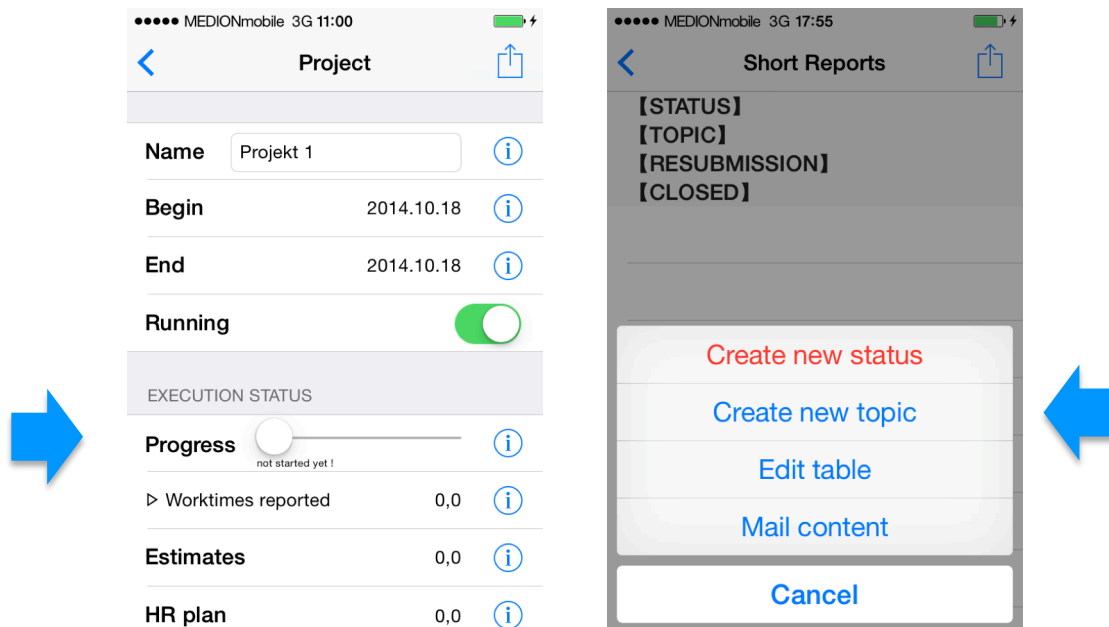 MEDIONmobile 3G 11:00
Project
Name Projekt 1
Begin 2014.10.18
End 2014.10.18
Running
EXECUTION STATUS
Progress
not started yet !
Worktimes reported 0,0
Estimates 0,0
HR plan 0,0
MEDIONmobile 3G 17:55
Short Reports
【STATUS】
【TOPIC】
【RESUBMISSION】
【CLOSED】
Create new status
Create new topic
Edit table
Mail content
Cancel